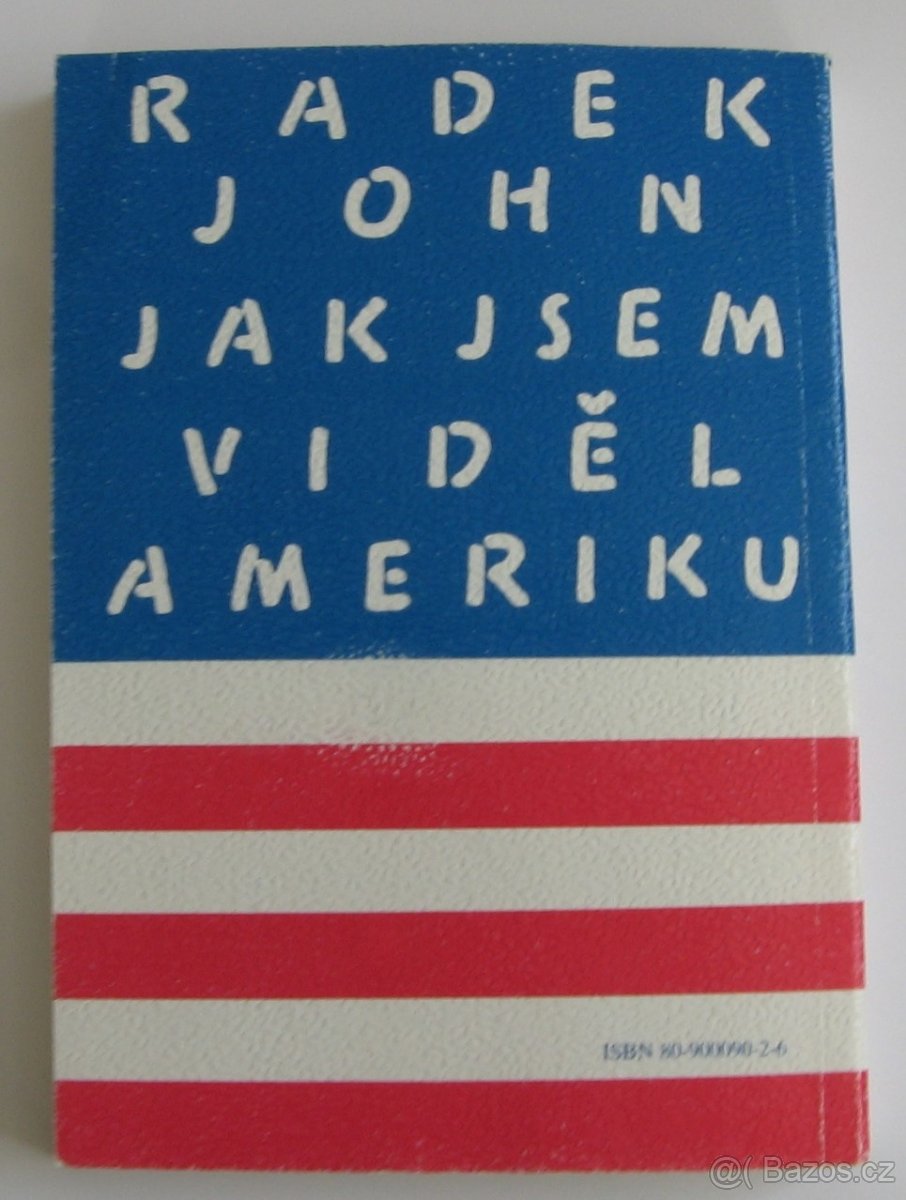 RADEK
JOHN
JAK JSEM
VIDĚL
AMERIKU
ISBN 80-900090-2-6
@( Bazos.cz